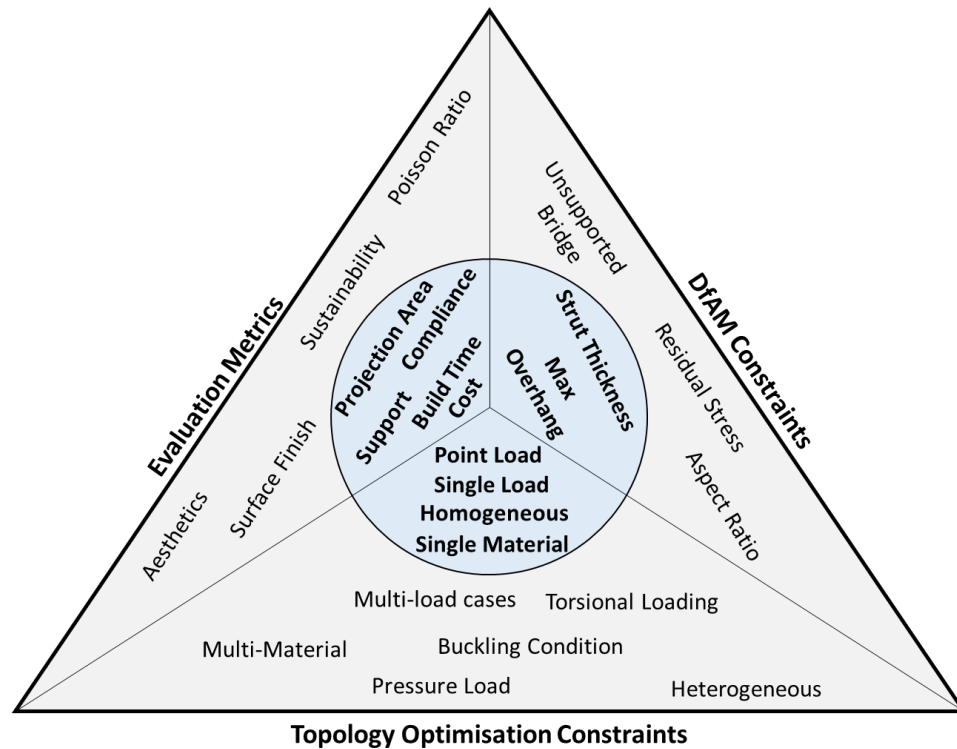 Evaluation Metrics
Poisson Ratio
Sustainability
Surface Finish
Aesthetics
Projection Area
Compliance
Support
Build Time
Cost
DfAM Constraints
Unsupported
Bridge
Residual Stress
Aspect Ratio
Strut Thickness
Max
Overhang
Point Load
Single Load
Homogeneous
Single Material
Multi-load cases
Torsional Loading
Multi-Material
Buckling Condition
Pressure Load
Heterogeneous
Topology Optimisation Constraints